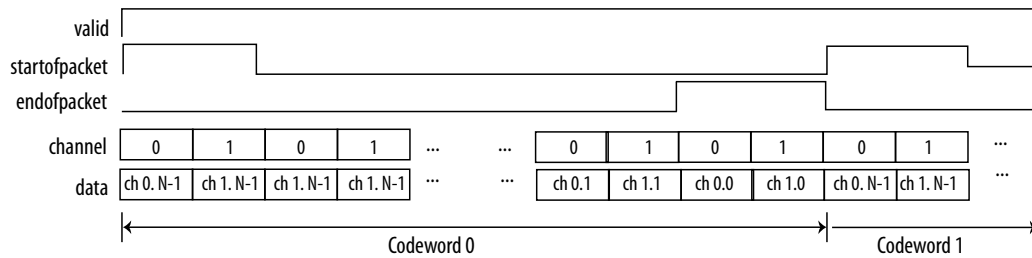 valid
startofpacket
endofpacket
channel 0 1 0 1 ... ... 0 1 0 1 0 1 ...
data ch 0. N-1 ch 1. N-1 ch 1. N-1 ch 1. N-1 ... ... ch 0.1 ch 1.1 ch 0.0 ch 1.0 ch 0. N-1 ch 1. N-1 ...
Codeword 0 Codeword 1